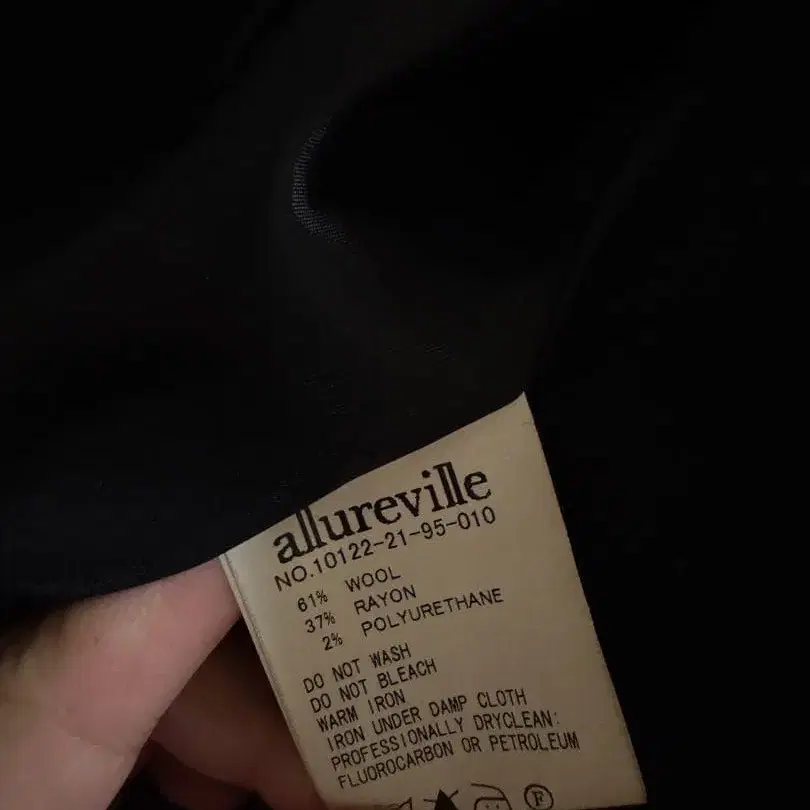 allureville
NO.10122-21-95-010
61% WOOL
37% RAYON
2% POLYURETHANE
DO NOT WASH
DO NOT BLEACH
WARM IRON
IRON UNDER DAMP CLOTH
PROFESSIONALLY DRYCLEAN:
FLUOROCARBON OR PETROLEUM
F